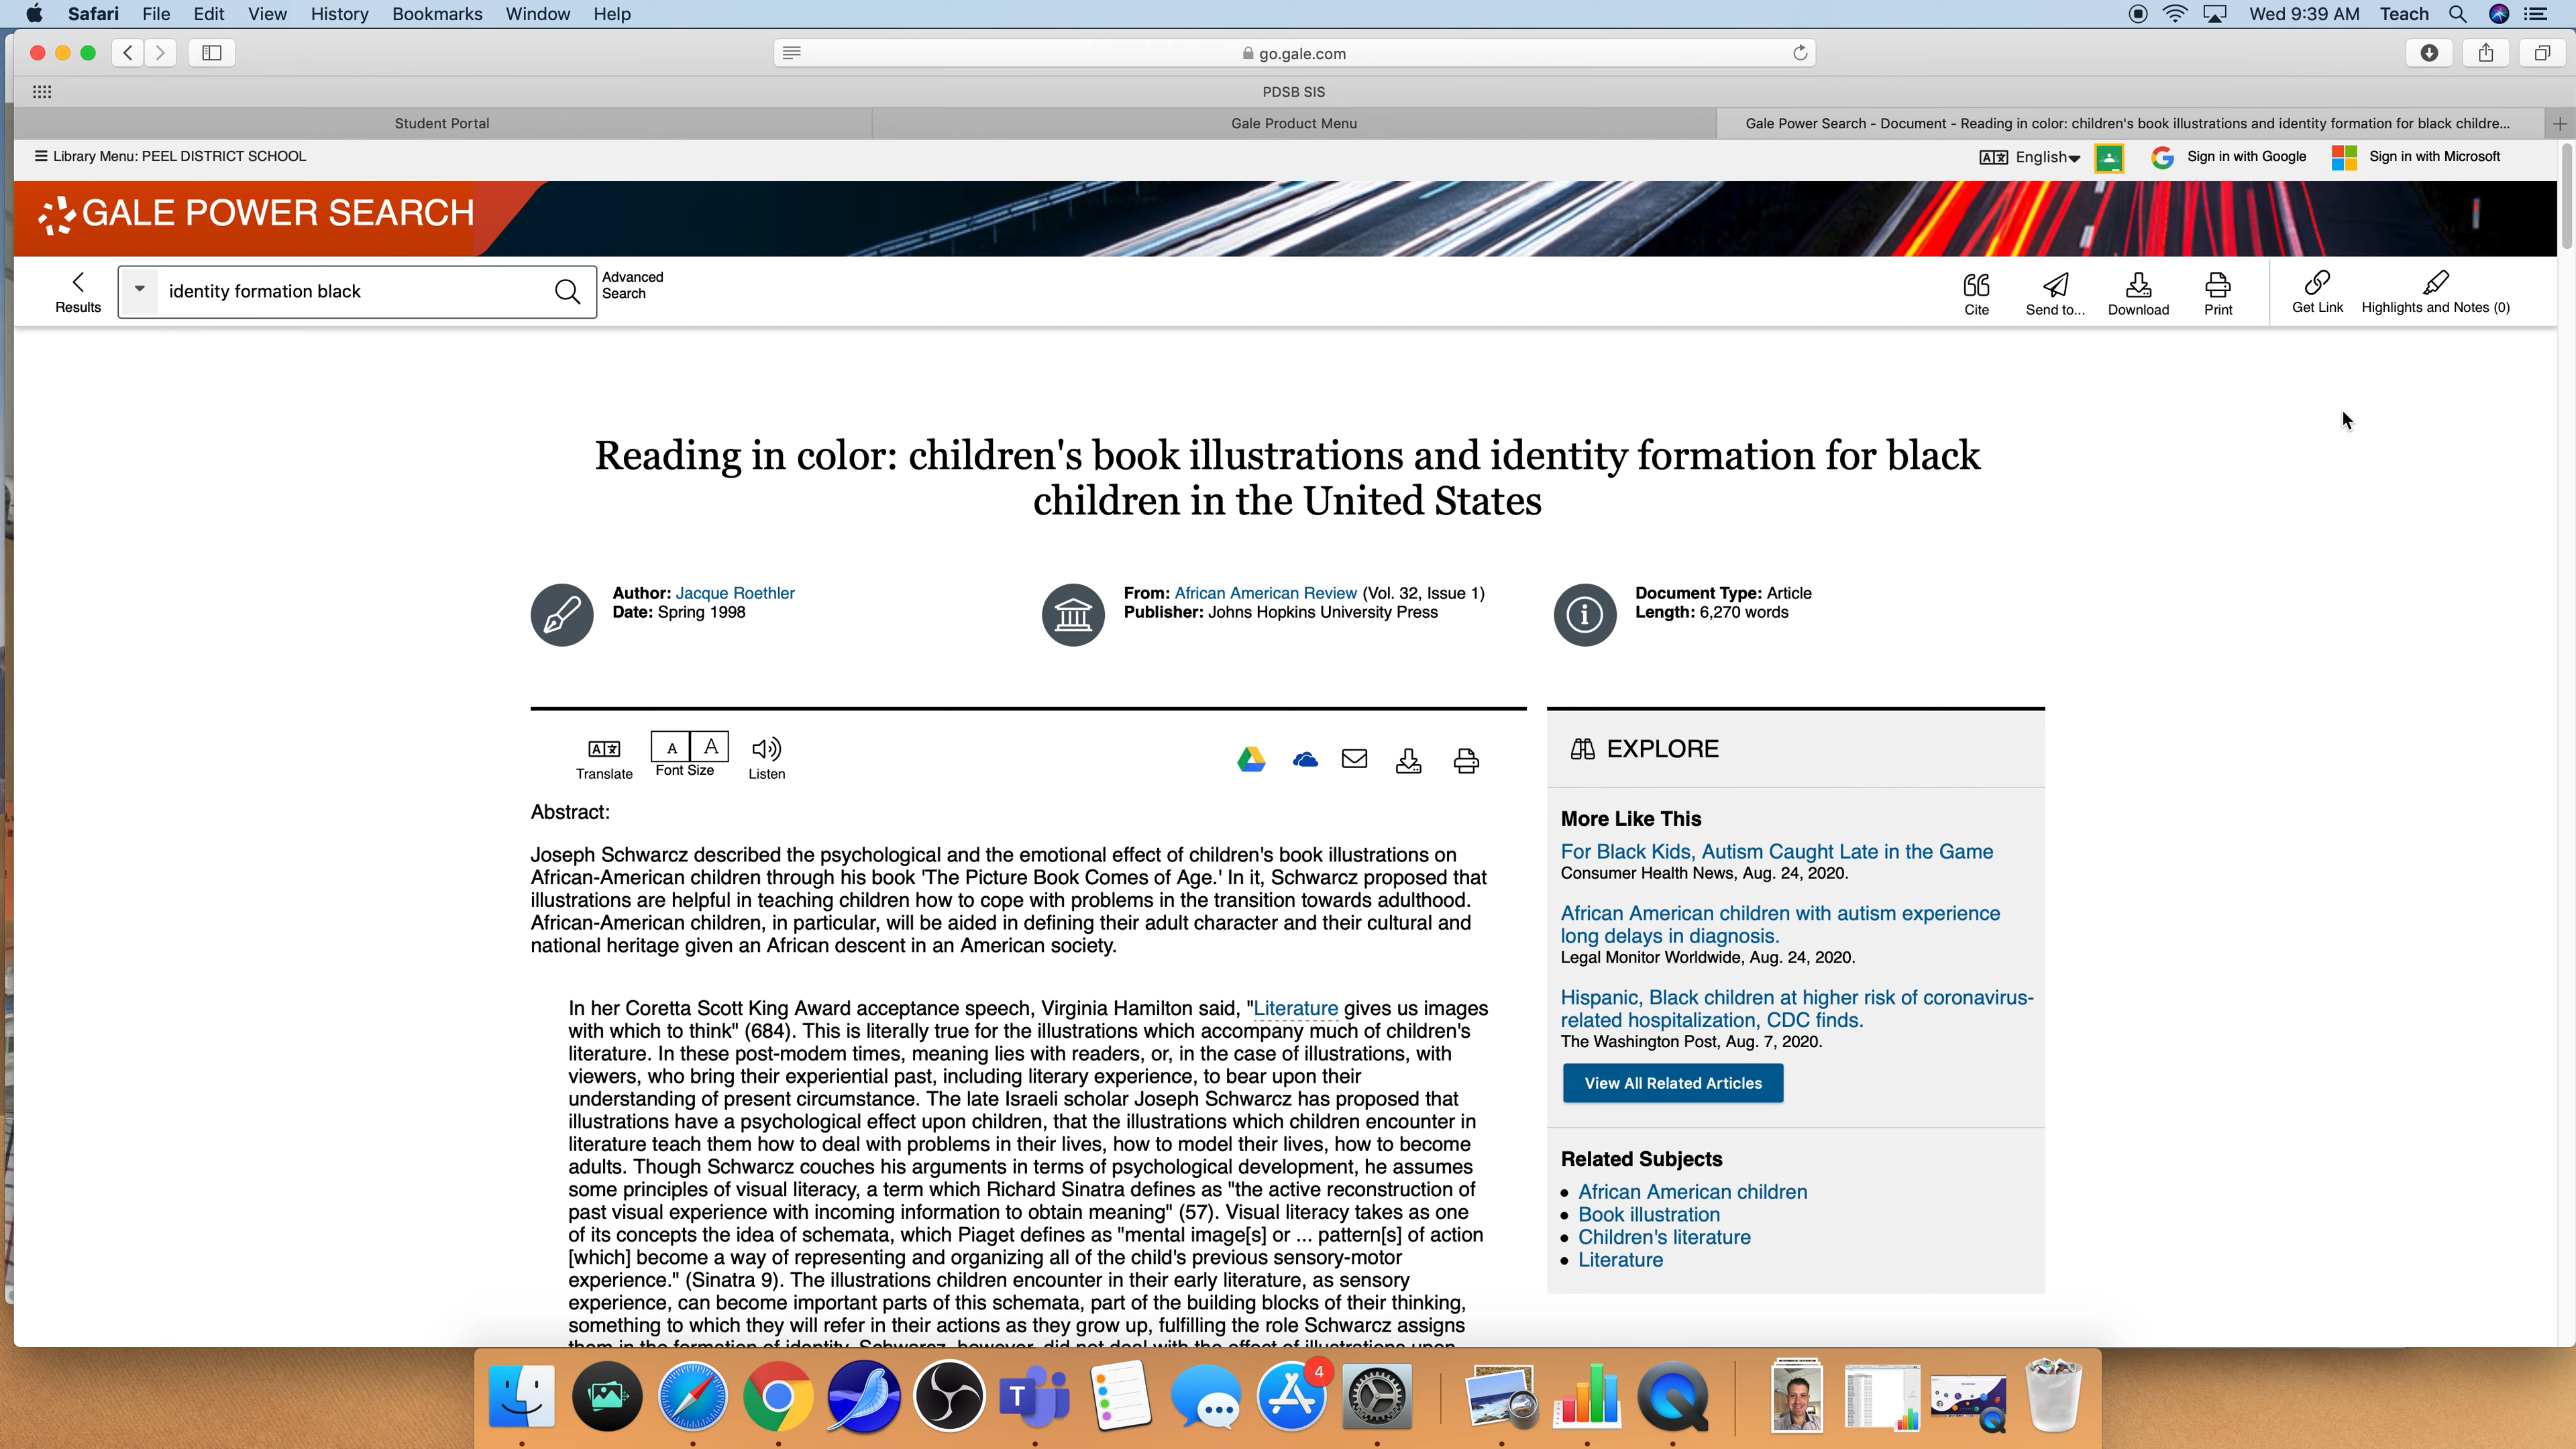 Safari File Edit View History Bookmarks Window Help Wed 9:39 AM Teach
go.gale.com
PDSB SIS
Student Portal Gale Product Menu Gale Power Search - Document - Reading in color: children's book illustrations and identity formation for black childre...
Library Menu: PEEL DISTRICT SCHOOL English Sign in with Google Sign in with Microsoft
GALE POWER SEARCH
Results identity formation black Advanced Search Cite Send to... Download Print Get Link Highlights and Notes (0)
Reading in color: children's book illustrations and identity formation for black
children in the United States
Author: Jacque Roethler
Date: Spring 1998
From: African American Review (Vol. 32, Issue 1)
Publisher: Johns Hopkins University Press
Document Type: Article
Length: 6,270 words
A A
Translate Font Size Listen
Abstract:
Joseph Schwarcz described the psychological and the emotional effect of children's book illustrations on
African-American children through his book 'The Picture Book Comes of Age.' In it, Schwarcz proposed that
illustrations are helpful in teaching children how to cope with problems in the transition towards adulthood.
African-American children, in particular, will be aided in defining their adult character and their cultural and
national heritage given an African descent in an American society.
In her Coretta Scott King Award acceptance speech, Virginia Hamilton said, "Literature gives us images
with which to think" (684). This is literally true for the illustrations which accompany much of children's
literature. In these post-modem times, meaning lies with readers, or, in the case of illustrations, with
viewers, who bring their experiential past, including literary experience, to bear upon their
understanding of present circumstance. The late Israeli scholar Joseph Schwarcz has proposed that
illustrations have a psychological effect upon children, that the illustrations which children encounter in
literature teach them how to deal with problems in their lives, how to model their lives, how to become
adults. Though Schwarcz couches his arguments in terms of psychological development, he assumes
some principles of visual literacy, a term which Richard Sinatra defines as "the active reconstruction of
past visual experience with incoming information to obtain meaning" (57). Visual literacy takes as one
of its concepts the idea of schemata, which Piaget defines as "mental image[s] or ... pattern[s] of action
[which] become a way of representing and organizing all of the child's previous sensory-motor
experience." (Sinatra 9). The illustrations children encounter in their early literature, as sensory
experience, can become important parts of this schemata, part of the building blocks of their thinking,
something to which they will refer in their actions as they grow up, fulfilling the role Schwarcz assigns
them in the formation of identity. Schwarcz, however, did not deal with the effect of illustrations upon
EXPLORE
More Like This
For Black Kids, Autism Caught Late in the Game
Consumer Health News, Aug. 24, 2020.
African American children with autism experience
long delays in diagnosis.
Legal Monitor Worldwide, Aug. 24, 2020.
Hispanic, Black children at higher risk of coronavirus-
related hospitalization, CDC finds.
The Washington Post, Aug. 7, 2020.
View All Related Articles
Related Subjects
African American children
Book illustration
Children's literature
Literature
T
4